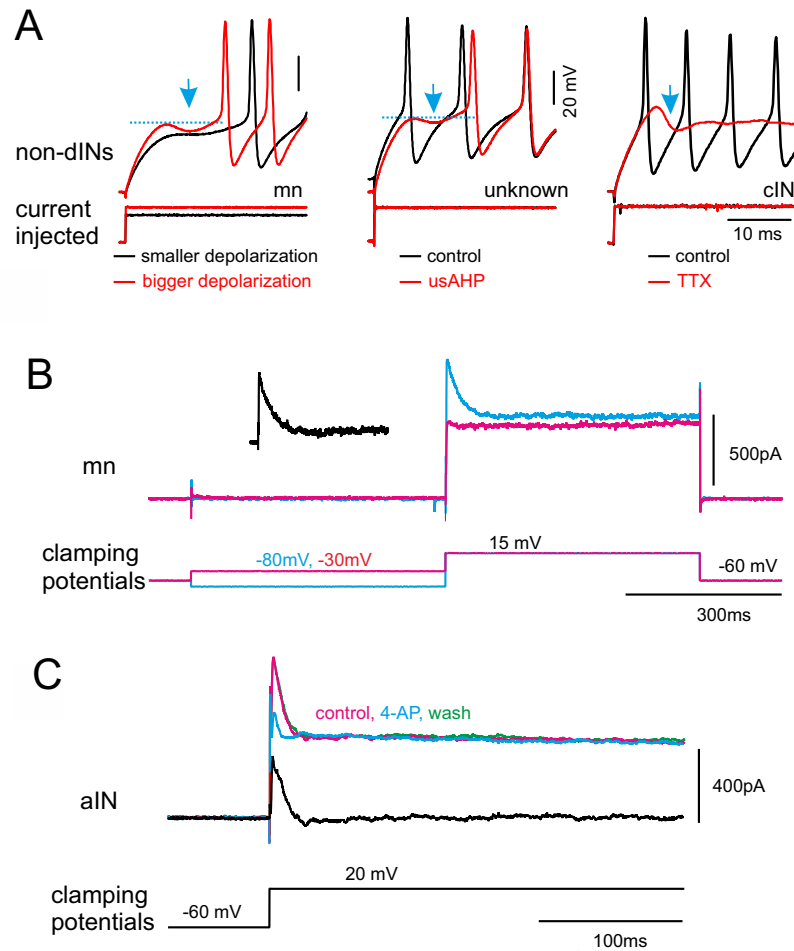 A
20 mV
non-dINs
mn
unknown
cIN
current
injected
10 ms
smaller depolarization
bigger depolarization
control
usAHP
control
TTX
B
mn
500pA
clamping
potentials
-80mV, -30mV
15 mV
-60 mV
300ms
C
control, 4-AP, wash
aIN
400pA
clamping
potentials
-60 mV
20 mV
100ms